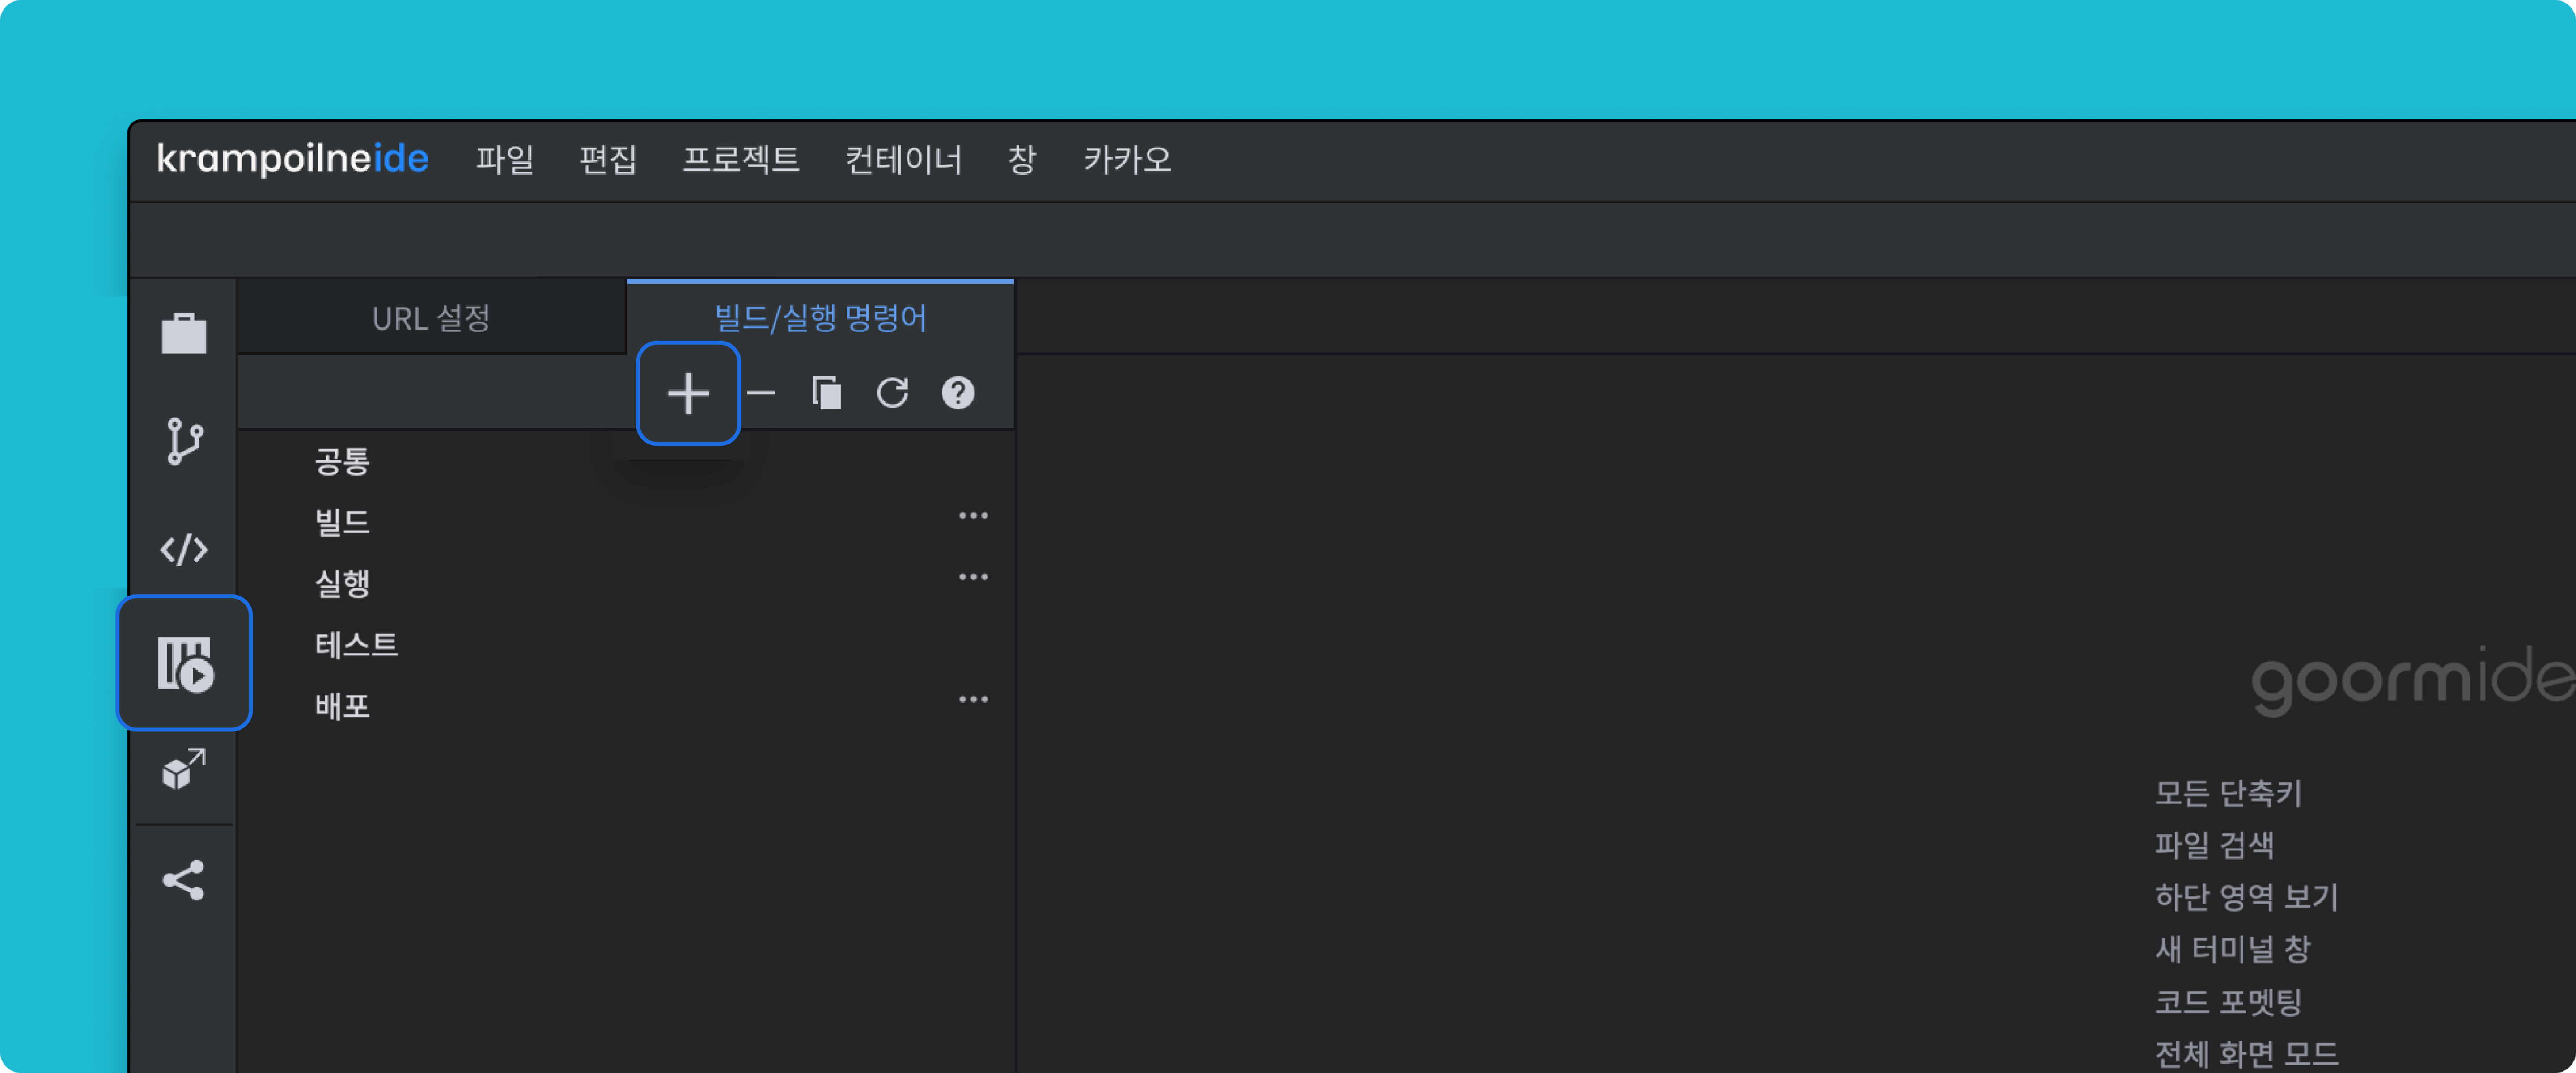 krampoilneide 파일 편집 프로젝트 컨테이너 창 카카오
URL 설정 빌드/실행 명령어
공통
빌드
실행
테스트
배포
goormide
모든 단축키
파일 검색
하단 영역 보기
새 터미널 창
코드 포멧팅
전체 화면 모드